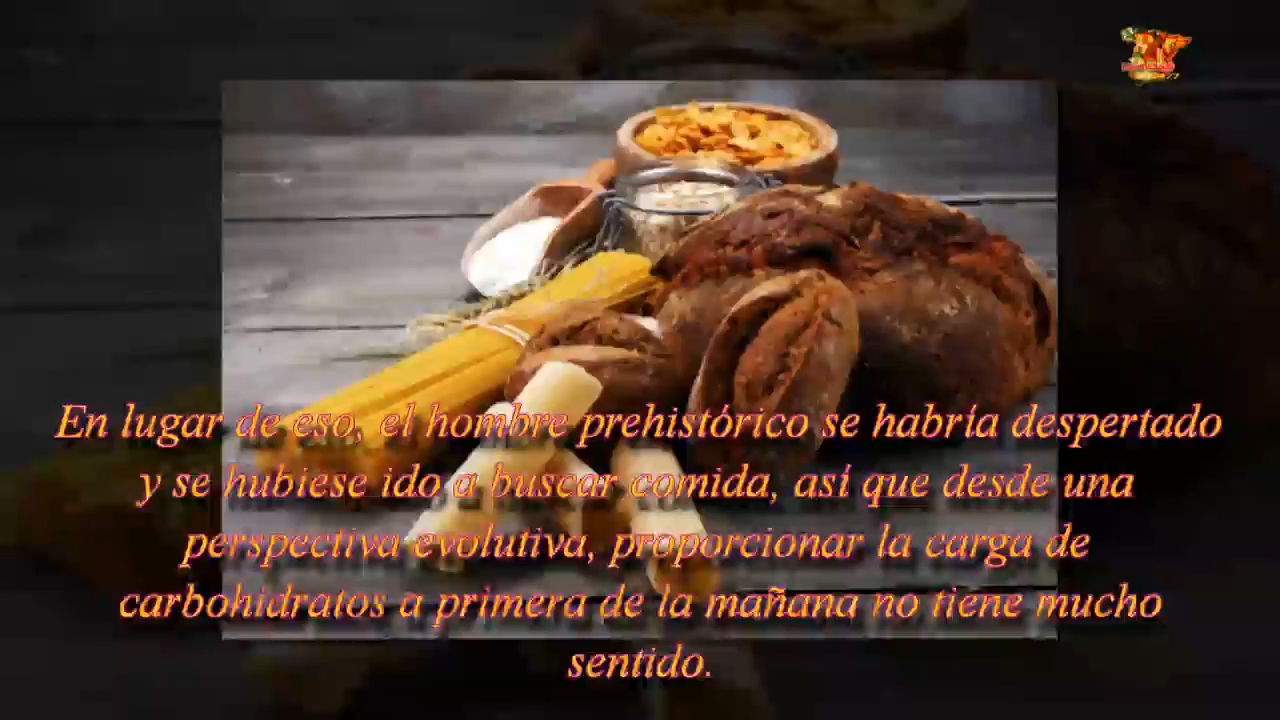 En lugar de eso, el hombre prehistórico se habría despertado
y se hubiese ido a buscar comida, así que desde una
perspectiva evolutiva, proporcionar la carga de
carbohidratos a primera de la mañana no tiene mucho
sentido.